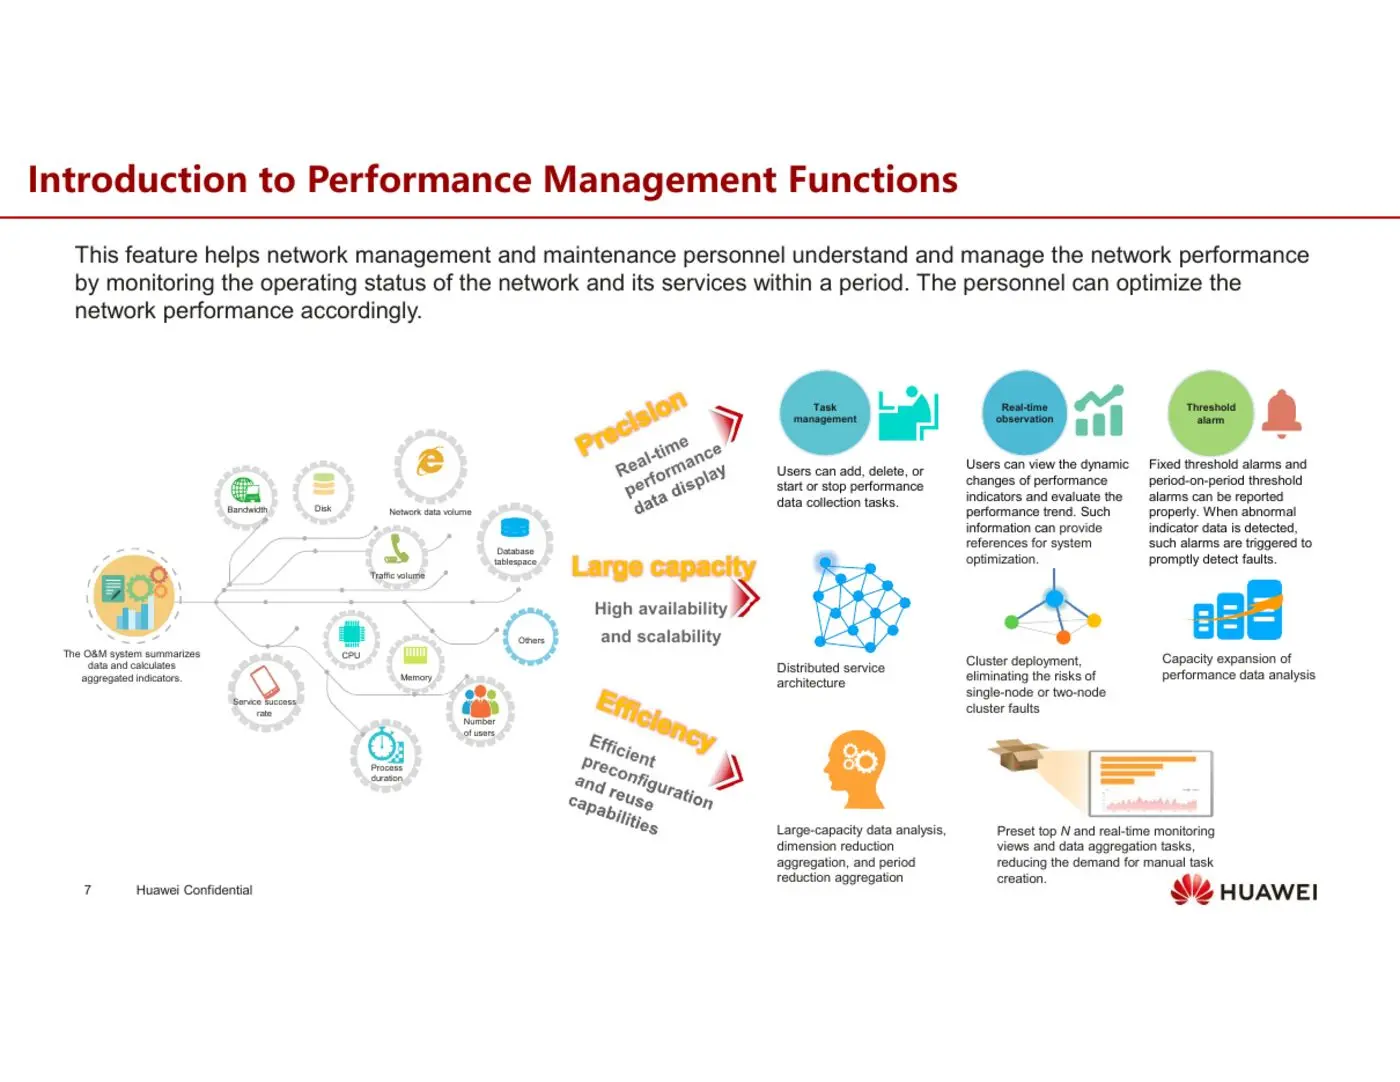 Introduction to Performance Management Functions
This feature helps network management and maintenance personnel understand and manage the network performance
by monitoring the operating status of the network and its services within a period. The personnel can optimize the
network performance accordingly.
The O&M system summarizes
data and calculates
aggregated indicators.
Bandwidth
Disk
Network data volume
Traffic volume
Database
tablespace
Others
CPU
Memory
Service success
rate
Number
of users
Process
duration
Precision
Real-time
performance
data display
Task
management
Users can add, delete, or
start or stop performance
data collection tasks.
Real-time
observation
Users can view the dynamic
changes of performance
indicators and evaluate the
performance trend. Such
information can provide
references for system
optimization.
Threshold
alarm
Fixed threshold alarms and
period-on-period threshold
alarms can be reported
properly. When abnormal
indicator data is detected,
such alarms are triggered to
promptly detect faults.
Large capacity
High availability
and scalability
Distributed service
architecture
Cluster deployment,
eliminating the risks of
single-node or two-node
cluster faults
Capacity expansion of
performance data analysis
Efficiency
Efficient
preconfiguration
and reuse
capabilities
Large-capacity data analysis,
dimension reduction
aggregation, and period
reduction aggregation
Preset top N and real-time monitoring
views and data aggregation tasks,
reducing the demand for manual task
creation.
7
Huawei Confidential
HUAWEI